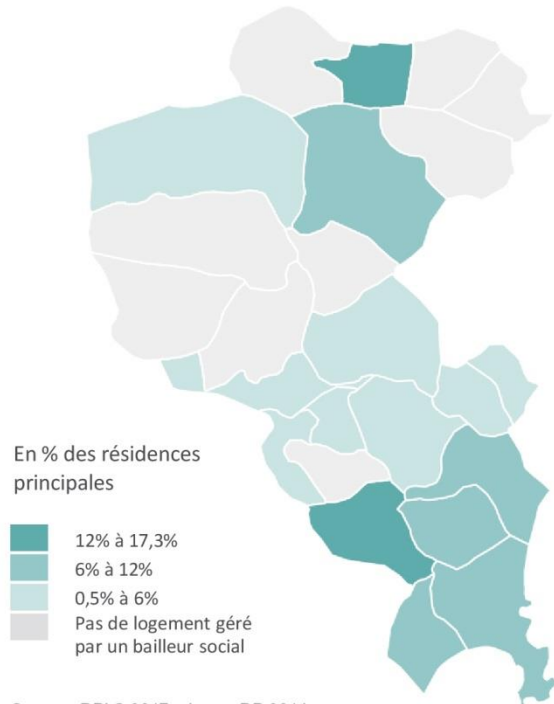 En % des résidences
principales
12% à 17,3%
6% à 12%
0,5% à 6%
Pas de logement géré
par un bailleur social